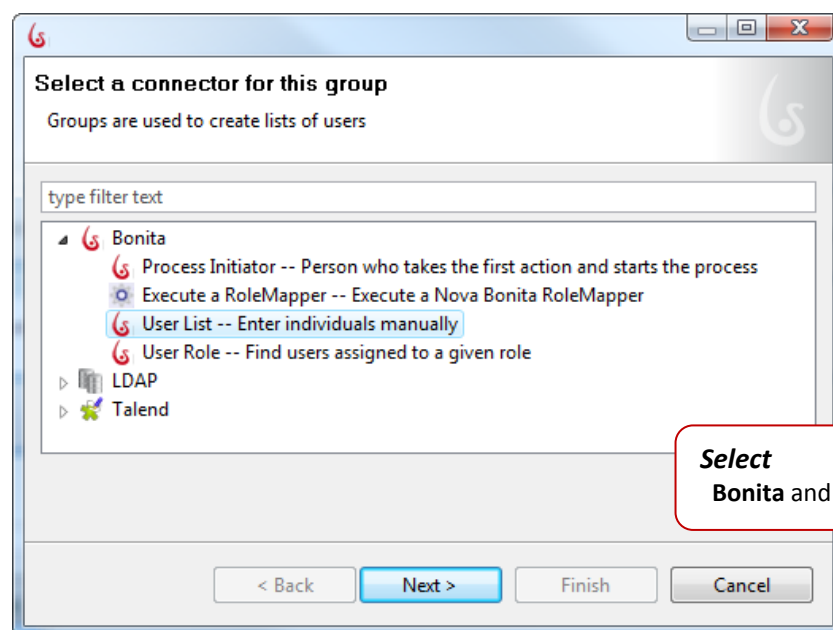 Select a connector for this group
Groups are used to create lists of users
type filter text
Bonita
Process Initiator -- Person who takes the first action and starts the process
Execute a RoleMapper -- Execute a Nova Bonita RoleMapper
User List -- Enter individuals manually
User Role -- Find users assigned to a given role
LDAP
Talend
Select
Bonita and
< Back Next > Finish Cancel